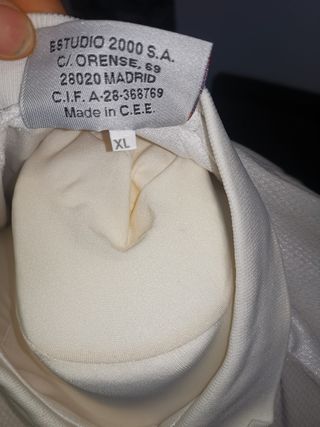 ESTUDIO 2000 S.A.
C/. ORENSE, 69
28020 MADRID
C.I.F. A-28-368769
Made in C.E.E.
XL